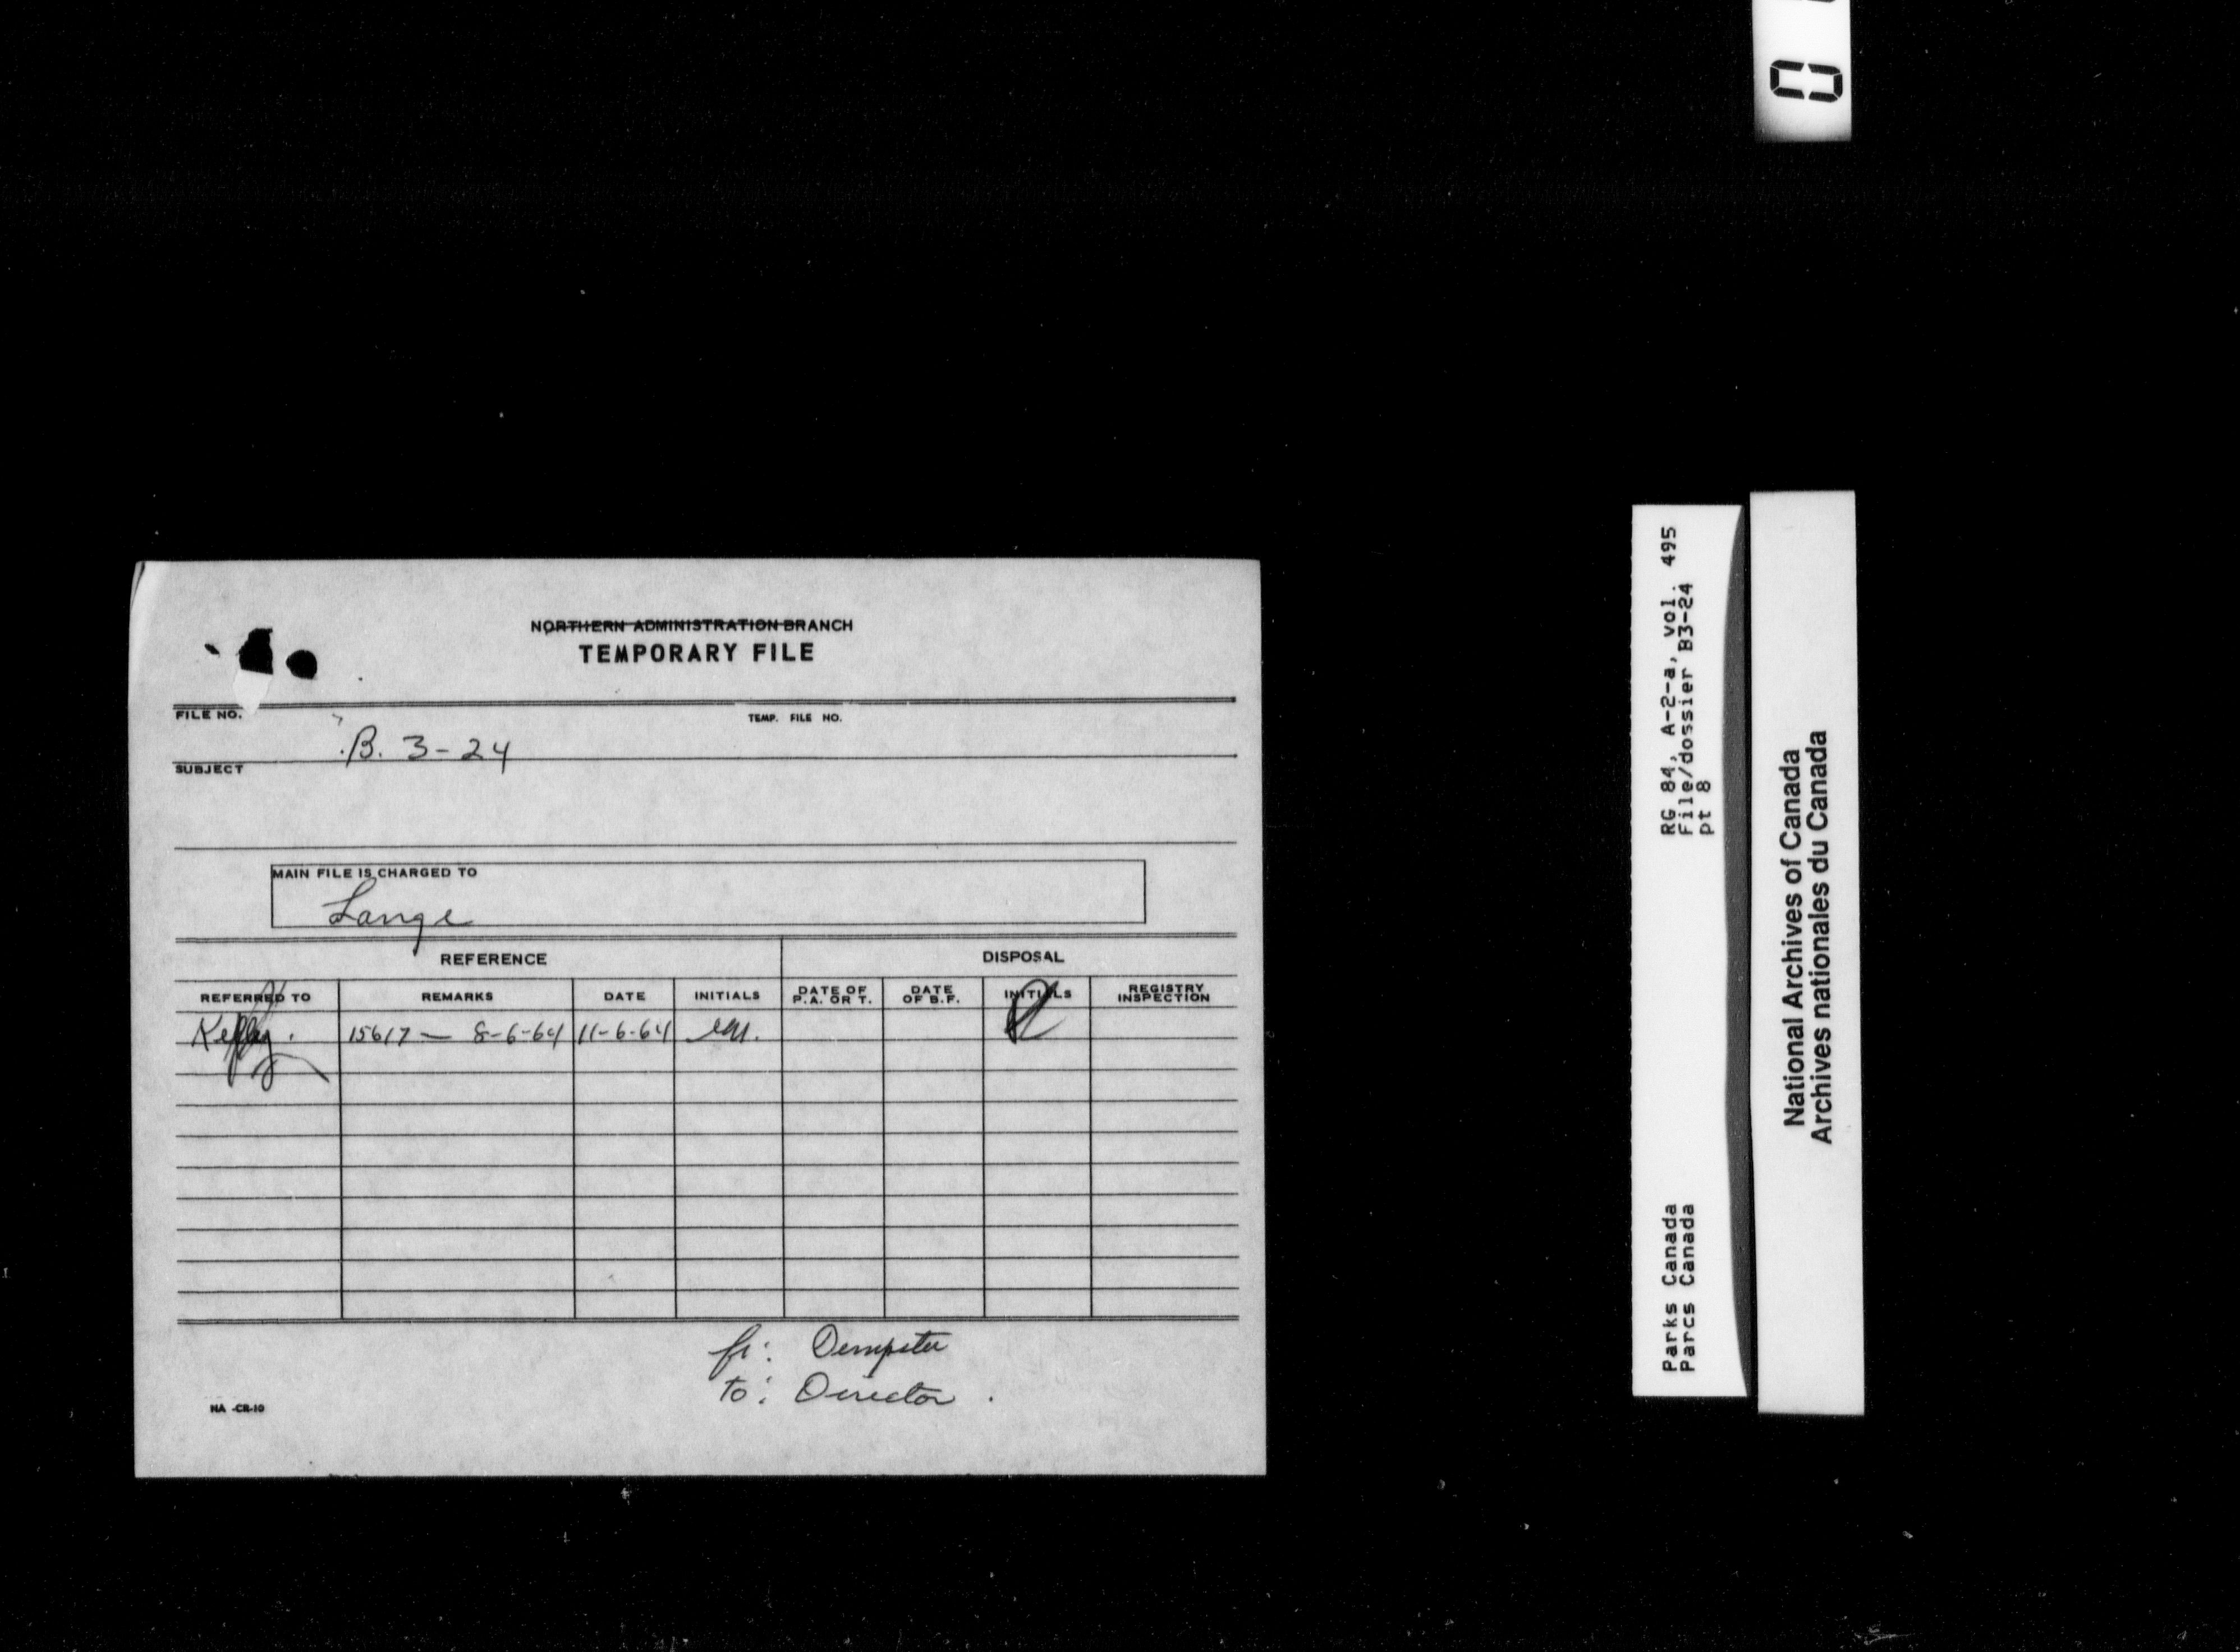 NORTHERN ADMINISTRATION BRANCH
TEMPORARY FILE
FILE NO. B. 3-24 TEMP. FILE NO.
SUBJECT
MAIN FILE IS CHARGED TO
Lange
REFERENCE DISPOSAL
REFERRED TO REMARKS DATE INITIALS DATE OF P.A. OR T. DATE OF B.F. INITIALS REGISTRY INSPECTION
15617 — 8-6-64 11-6-64
fr: Dempster
to: Director.
NA -CR-10
RG 84, A-2-a, vol. 495
File/dossier B3-24
pt 8
Parks Canada
Parcs Canada
National Archives of Canada
Archives nationales du Canada
0